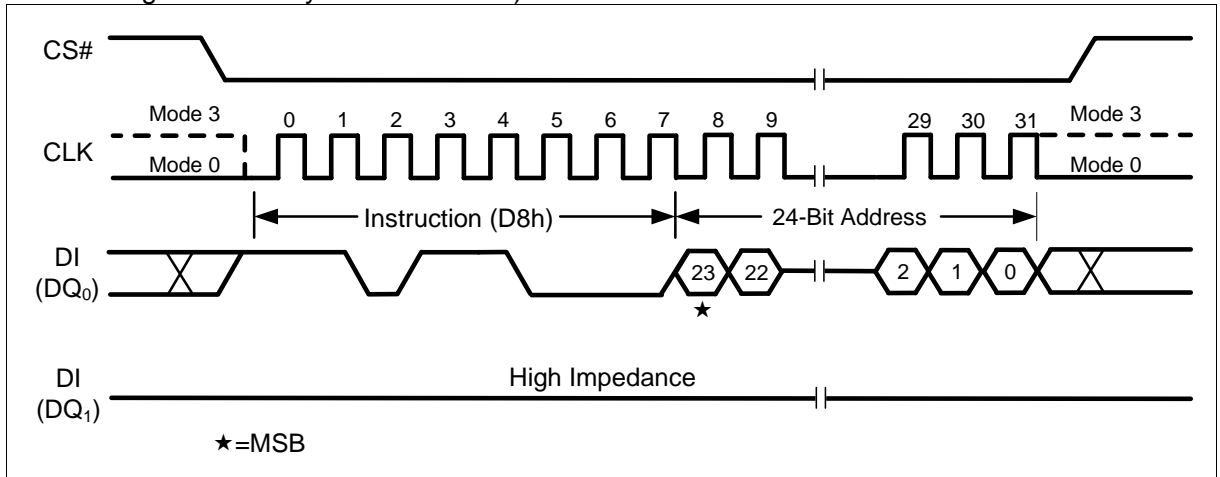 CS#
Mode 3 0 1 2 3 4 5 6 7 8 9 29 30 31 Mode 3
CLK
Mode 0 Mode 0
Instruction (D8h) 24-Bit Address
DI
(DQ0) 23 22 2 1 0
★
DI High Impedance
(DQ1)
★=MSB